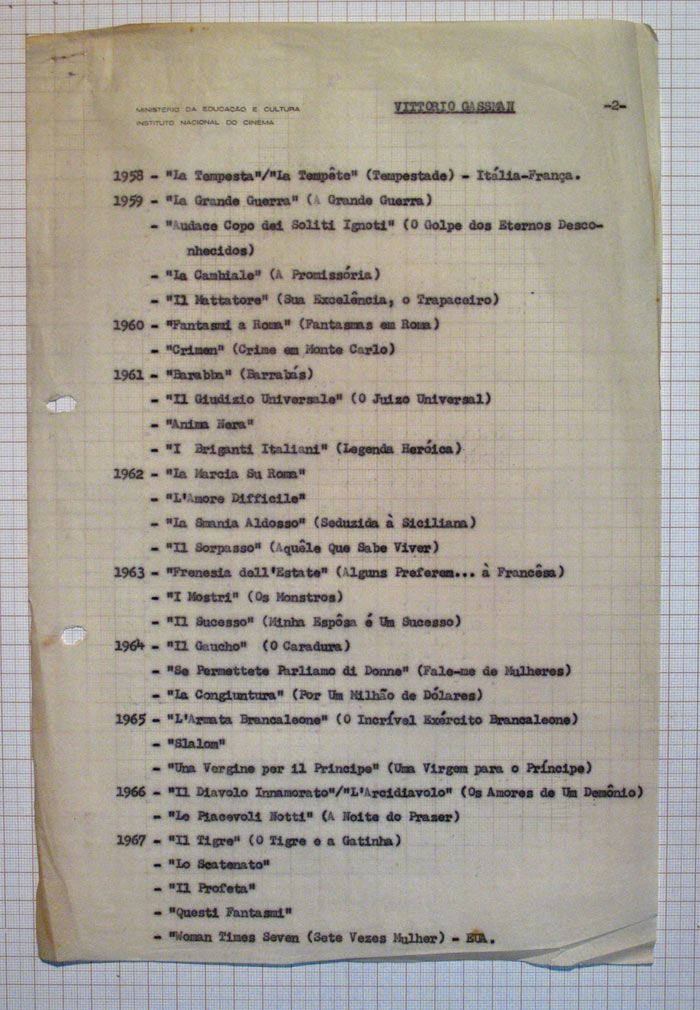 MINISTÉRIO DA EDUCAÇÃO E CULTURA
INSTITUTO NACIONAL DO CINEMA
VITTORIO GASSMAN
-2-
1958 - "La Tempesta"/"La Tempête" (Tempestade) - Itália-França.
1959 - "La Grande Guerra" (A Grande Guerra)
- "Audace Copo dei Soliti Ignoti" (O Golpe dos Eternos Desco-
nhecidos)
- "La Cambiale" (A Promissória)
- "Il Mattatore" (Sua Excelência, o Trapaceiro)
1960 - "Fantasmi a Roma" (Fantasmas em Roma)
- "Crimen" (Crime em Monte Carlo)
1961 - "Barabba" (Barrabás)
- "Il Giudizio Universale" (O Juizo Universal)
- "Anima Nera"
- "I Briganti Italiani" (Legenda Heróica)
1962 - "La Marcia Su Roma"
- "L'Amore Difficile"
- "La Smania Aldosso" (Seduzida à Siciliana)
- "Il Sorpasso" (Aquêle Que Sabe Viver)
1963 - "Frenesia dell'Estate" (Alguns Preferem... à Francêsa)
- "I Mostri" (Os Monstros)
- "Il Sucesso" (Minha Espôsa é Um Sucesso)
1964 - "Il Gaucho" (O Caradura)
- "Se Permettete Parliamo di Donne" (Fale-me de Mulheres)
- "La Congiuntura" (Por Um Milhão de Dólares)
1965 - "L'Armata Brancaleone" (O Incrível Exército Brancaleone)
- "Slalom"
- "Una Vergine per il Principe" (Uma Virgem para o Príncipe)
1966 - "Il Diavolo Innamorato"/"L'Arcidiavolo" (Os Amores de Um Demônio)
- "Le Piacevoli Notti" (A Noite do Prazer)
1967 - "Il Tigre" (O Tigre e a Gatinha)
- "Lo Scatenato"
- "Il Profeta"
- "Questi Fantasmi"
- "Woman Times Seven (Sete Vezes Mulher) - EUA.